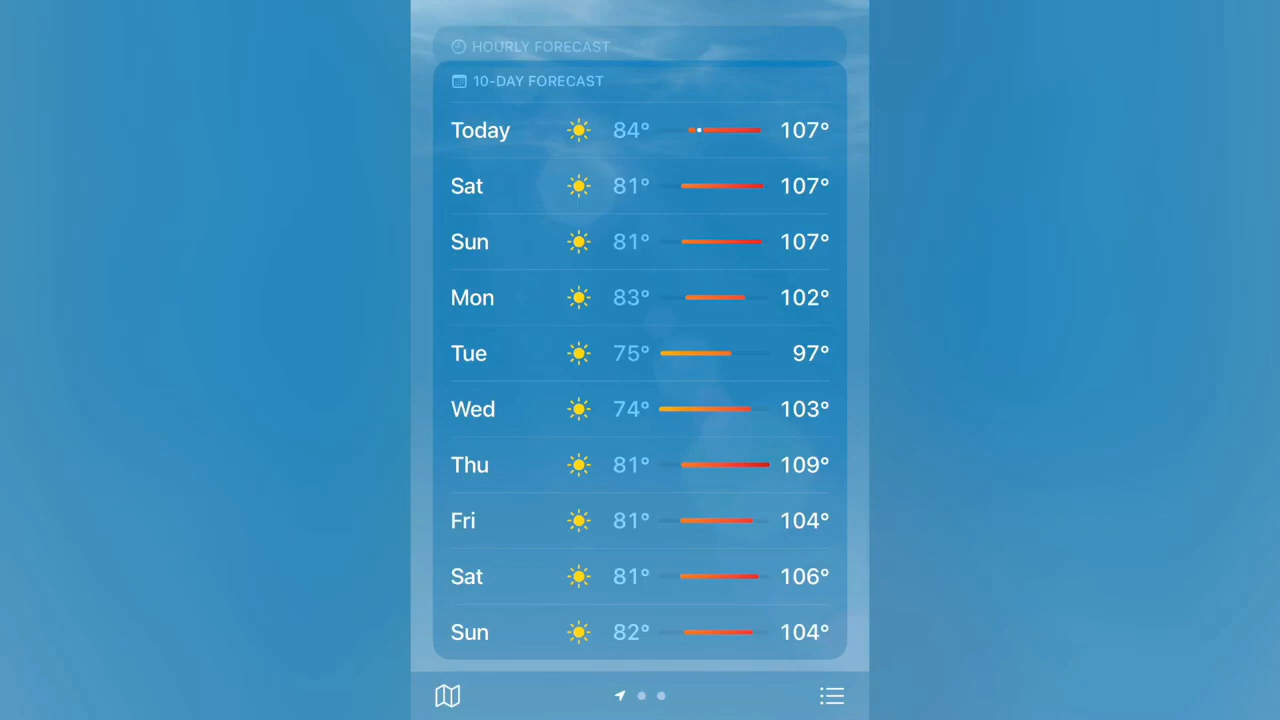 HOURLY FORECAST
10-DAY FORECAST
Today 84° 107°
Sat 81° 107°
Sun 81° 107°
Mon 83° 102°
Tue 75° 97°
Wed 74° 103°
Thu 81° 109°
Fri 81° 104°
Sat 81° 106°
Sun 82° 104°